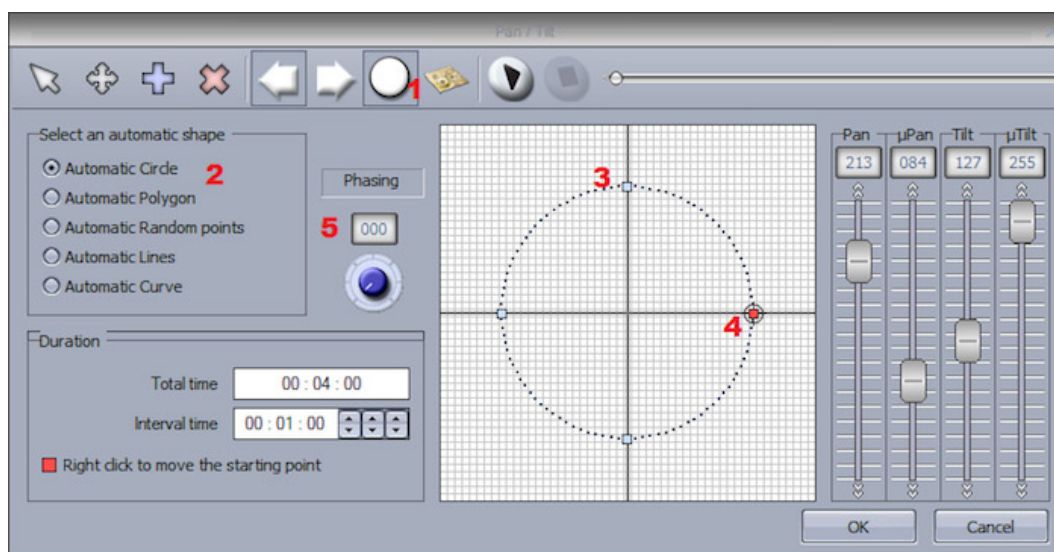 Pan / Tilt
1
Select an automatic shape
Automatic Circle
2
Automatic Polygon
Automatic Random points
Automatic Lines
Automatic Curve
Phasing
5
000
3
4
Pan
µPan
Tilt
µTilt
213
084
127
255
Duration
Total time
00 : 04 : 00
Interval time
00 : 01 : 00
Right click to move the starting point
OK
Cancel